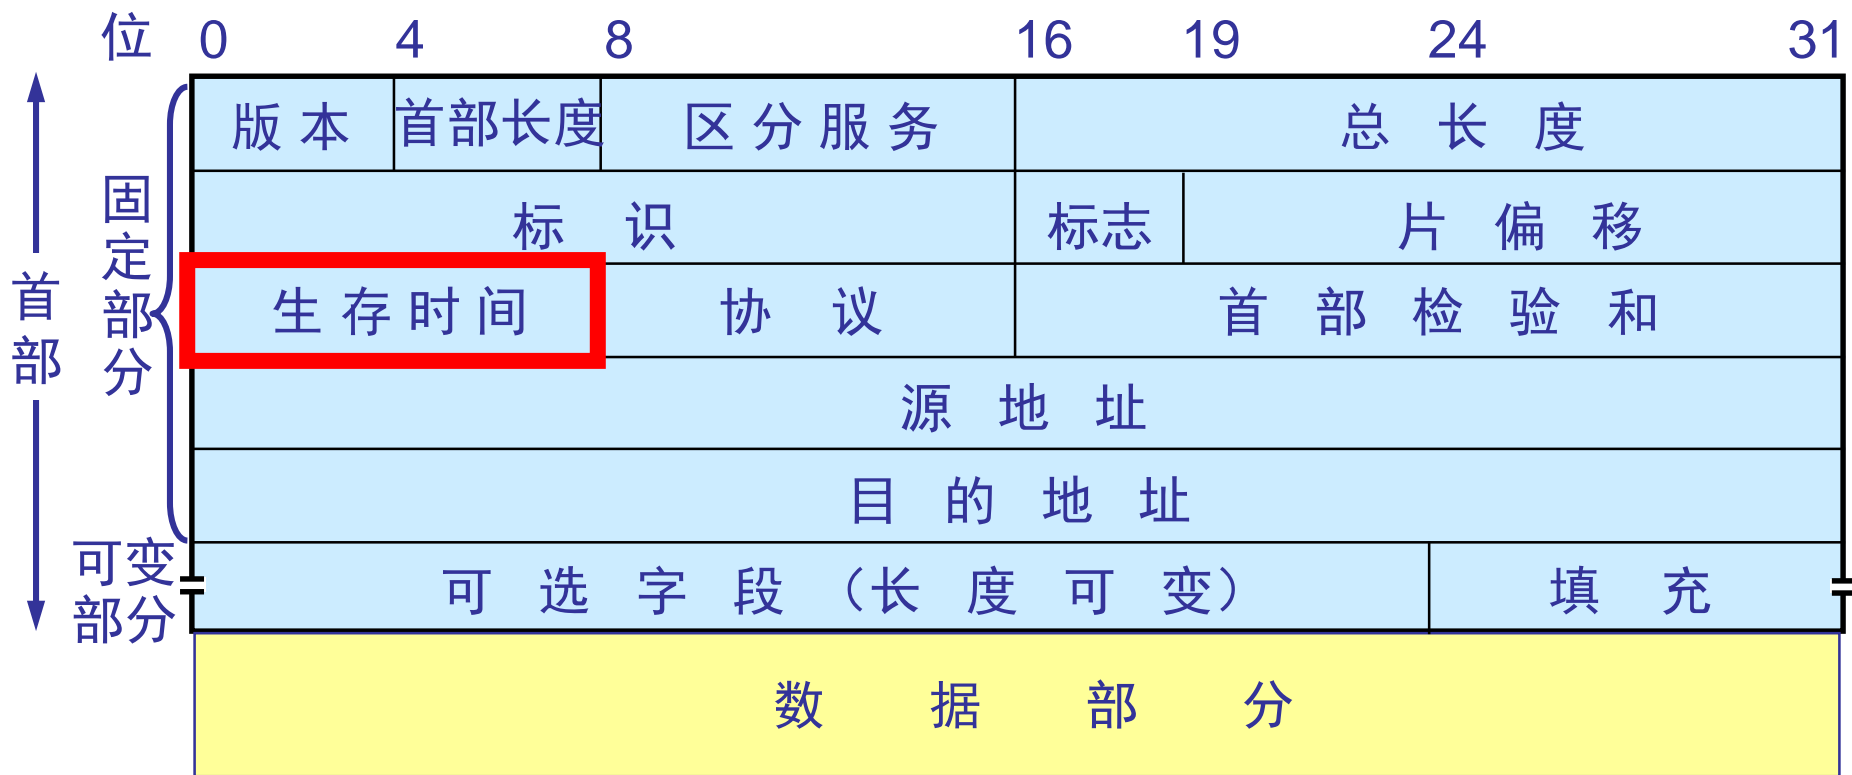 位 0 4 8 16 19 24 31
版本 首部长度 区分服务 总长度
标识 标志 片偏移
生存时间 协议 首部检验和
源地址
目的地址
可选字段（长度可变） 填充
数据部分
首部
固定部分
可变
部分